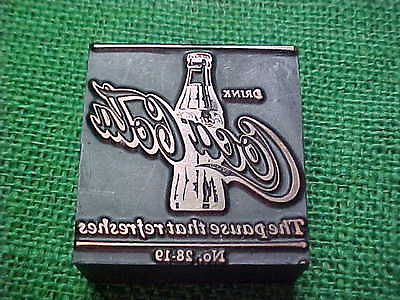 DRINK
Coca-Cola
The pause that refreshes
No. 28-19